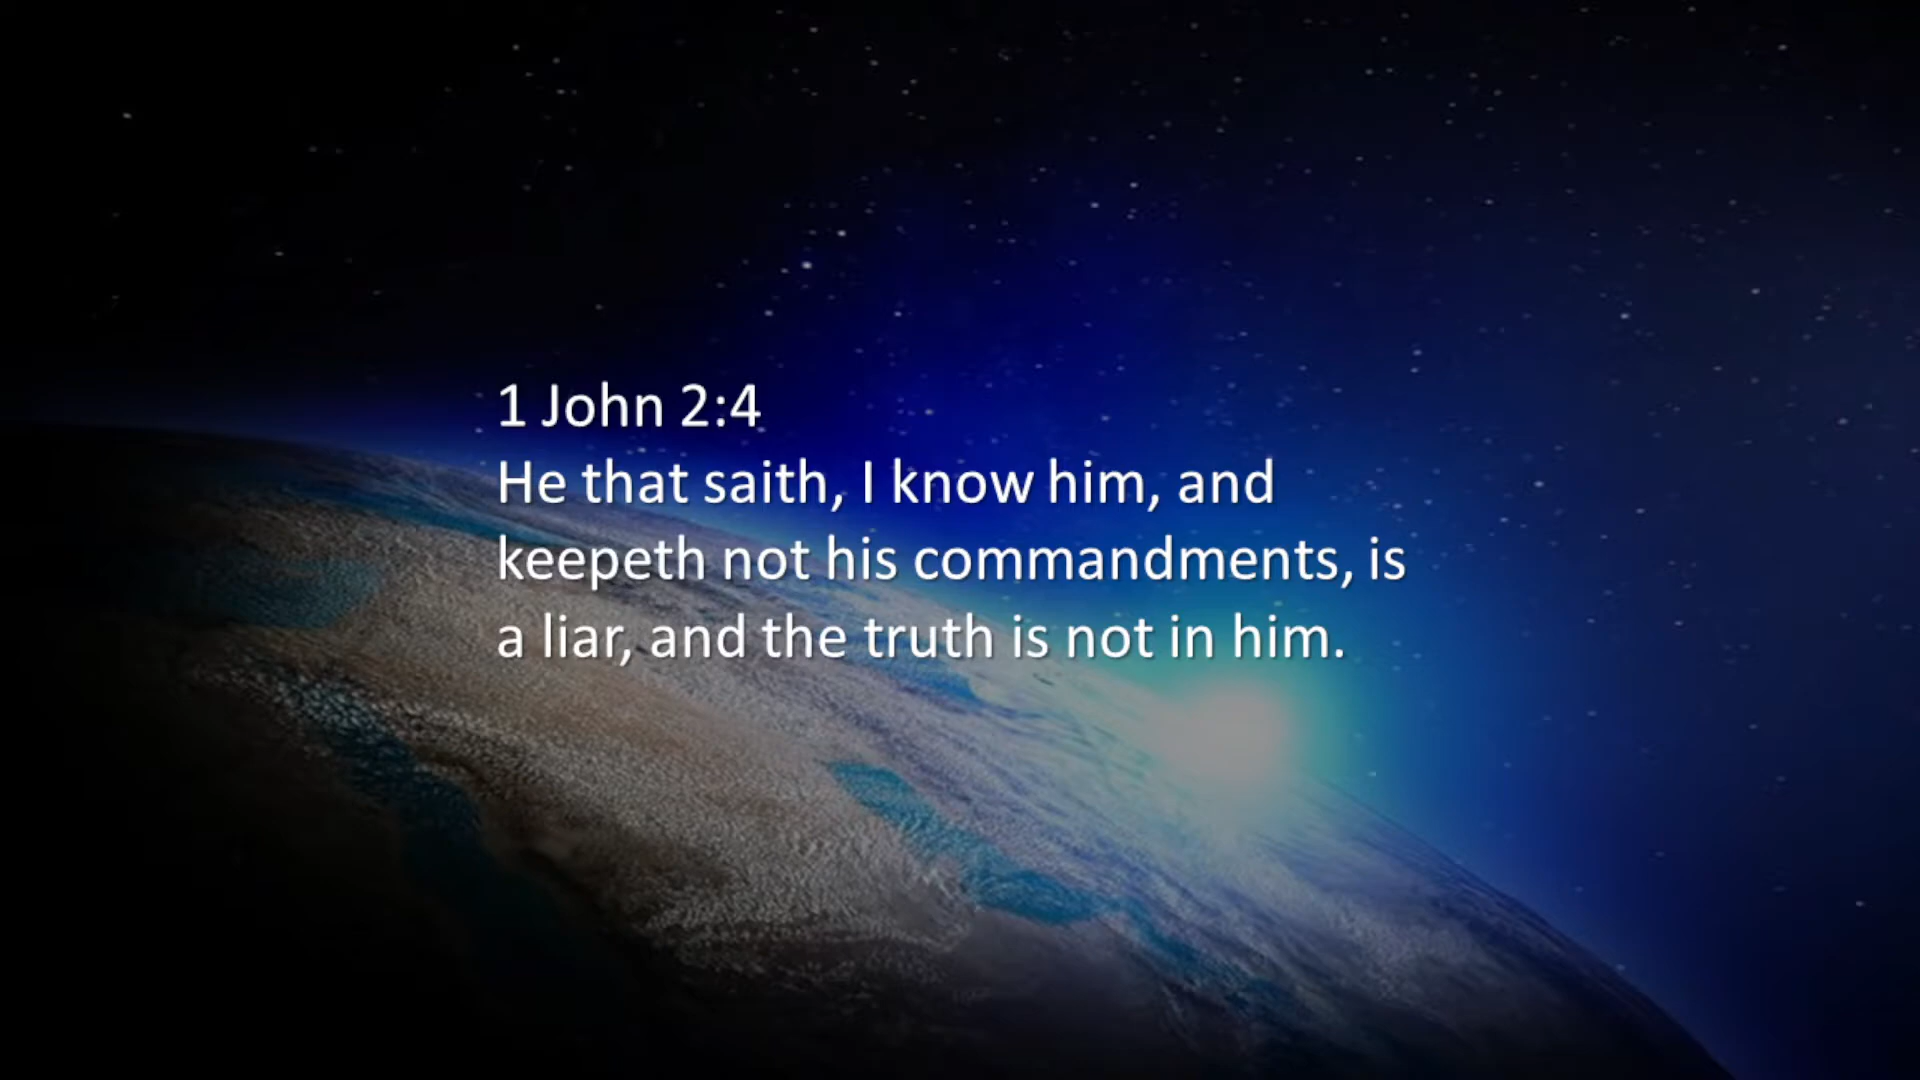 1 John 2:4
He that saith, I know him, and
keepeth not his commandments, is
a liar, and the truth is not in him.